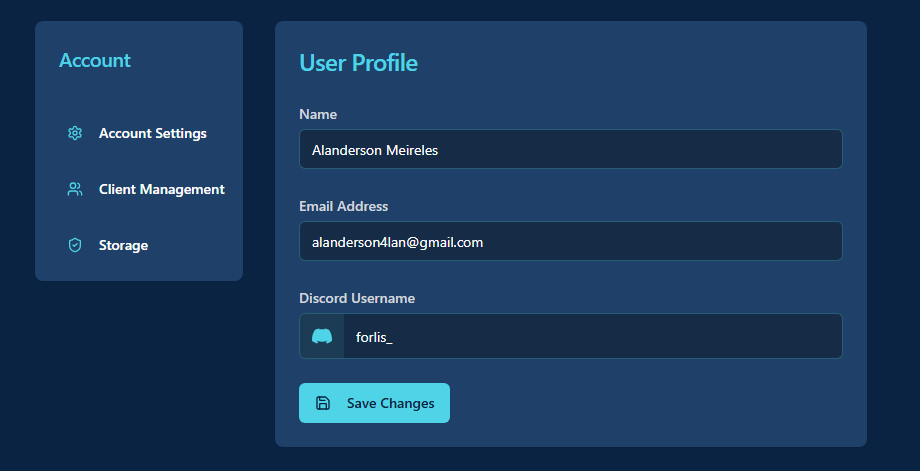 Account
Account Settings
Client Management
Storage
User Profile
Name
Alanderson Meireles
Email Address
alanderson4lan@gmail.com
Discord Username
forlis_
Save Changes